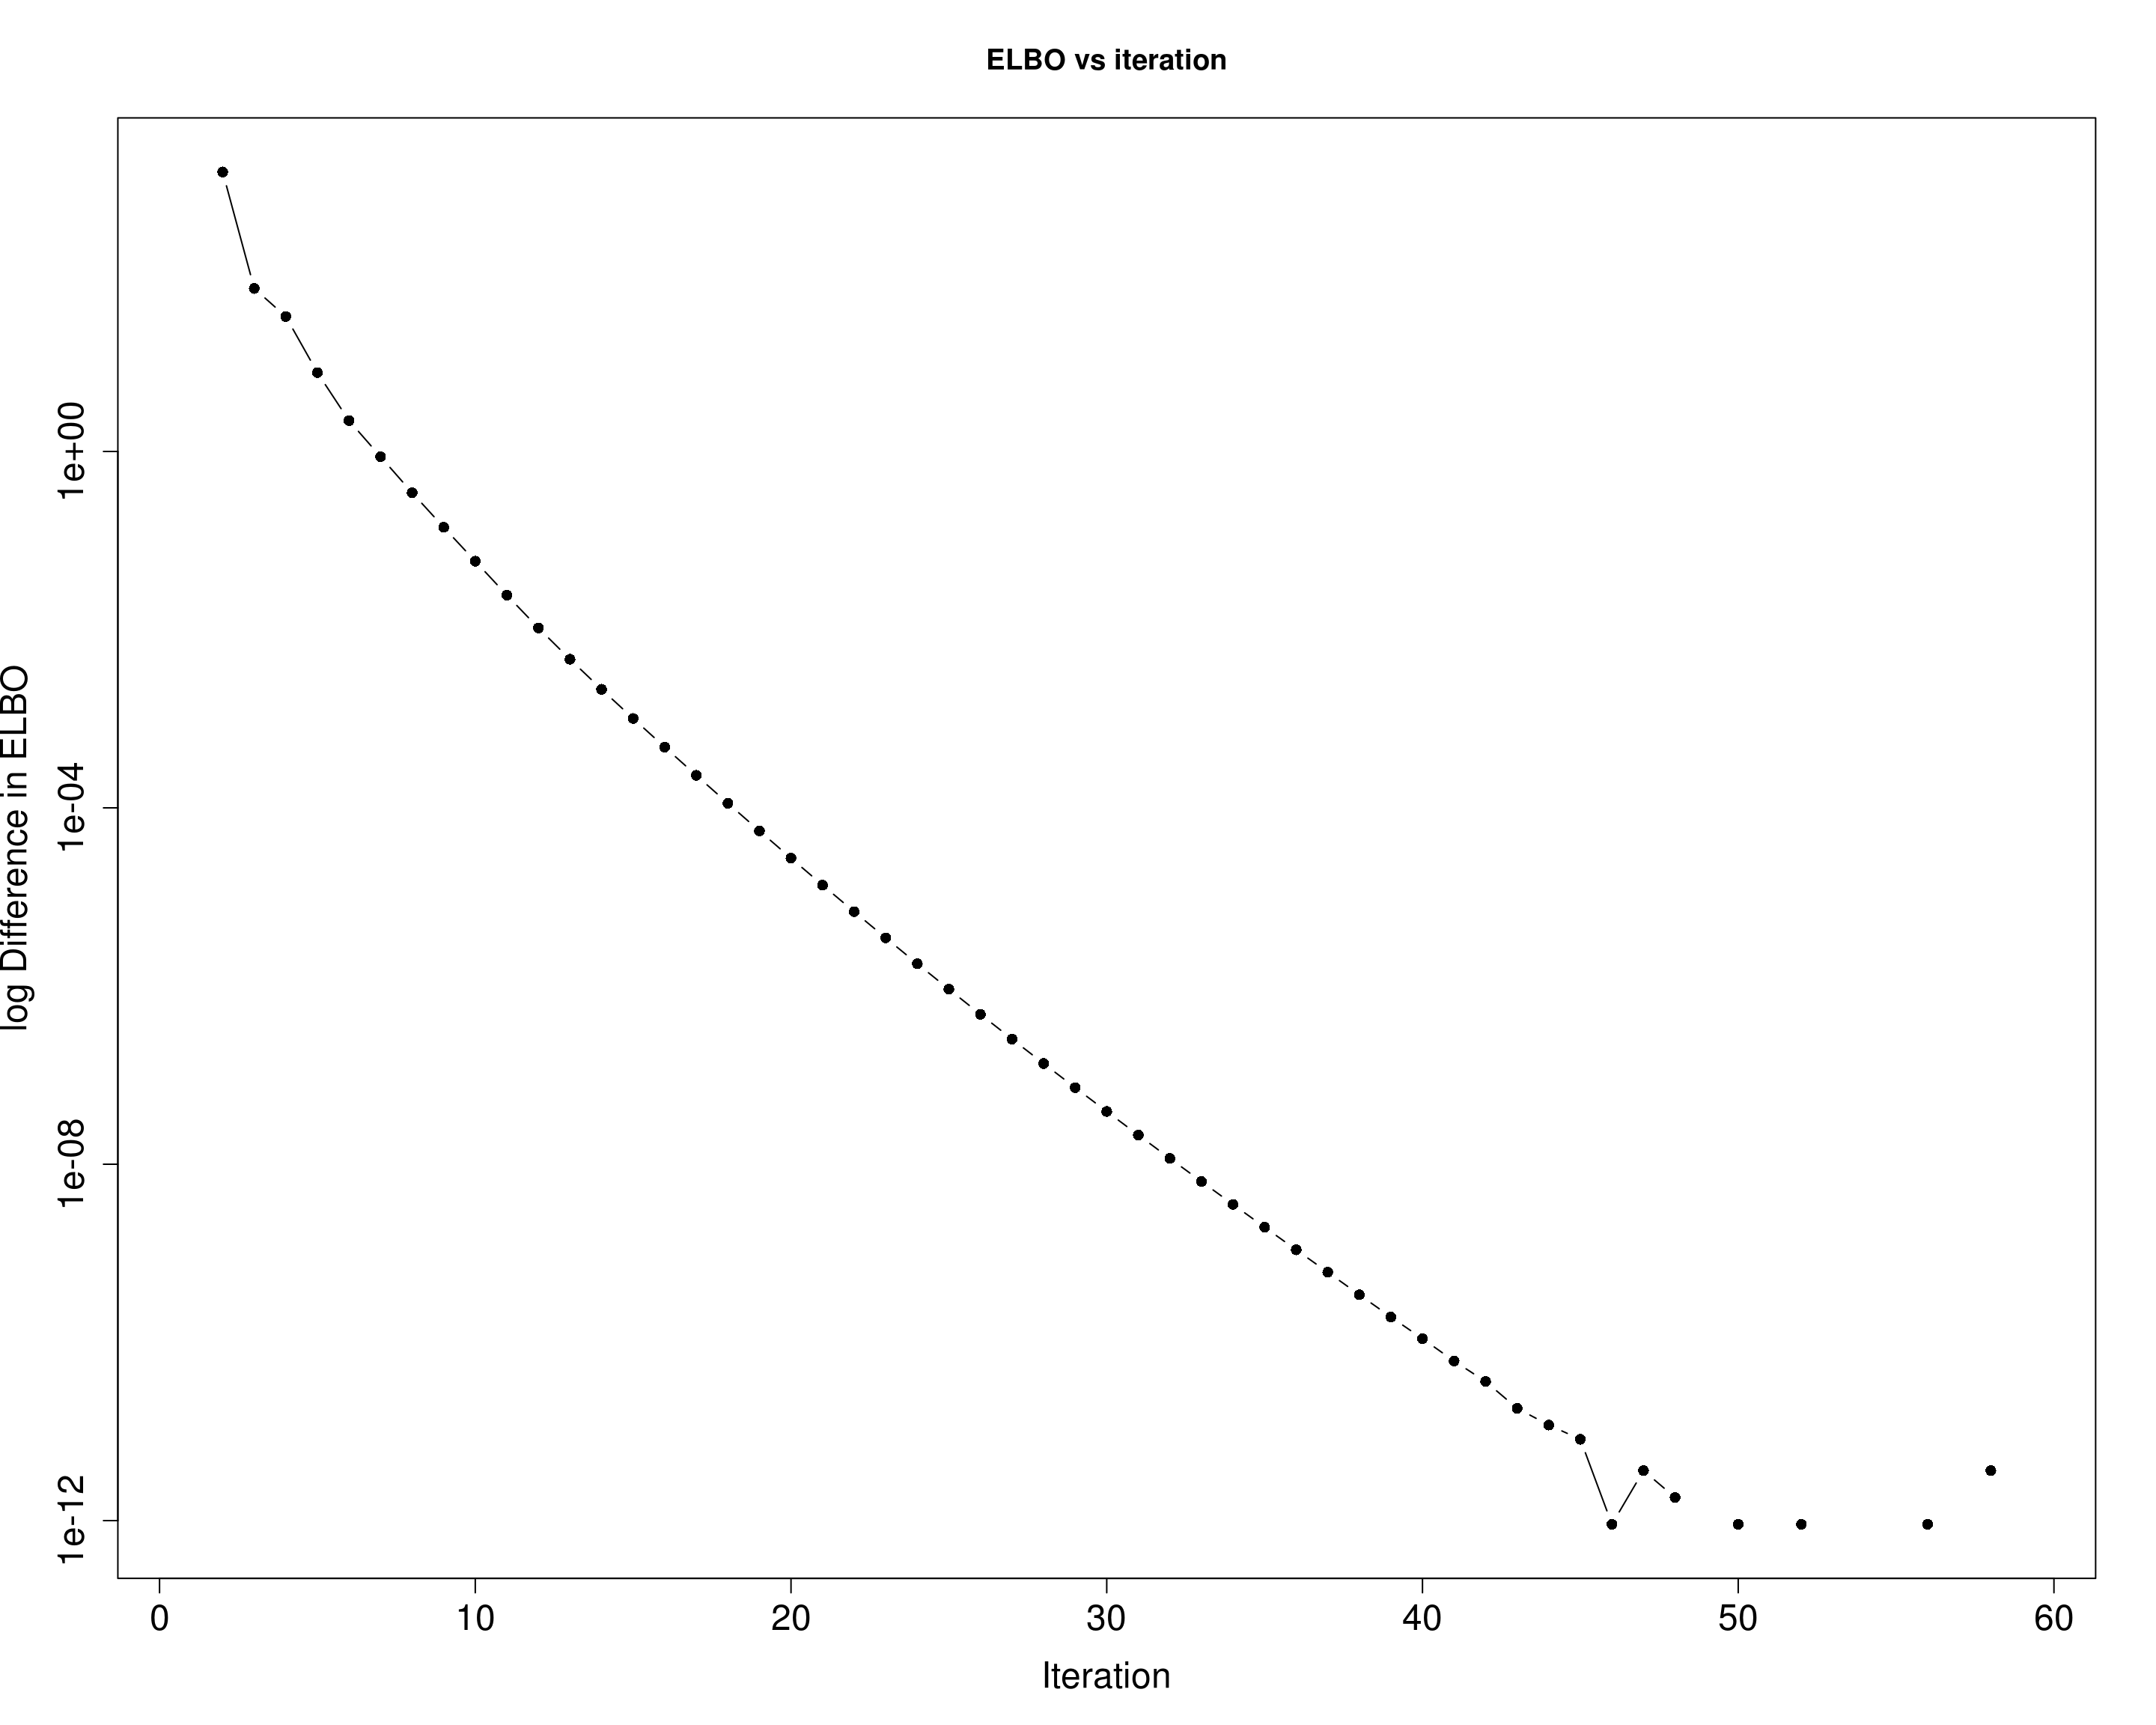 ELBO vs iteration
log Difference in ELBO
1e+00
1e-04
1e-08
1e-12
0 10 20 30 40 50 60
Iteration